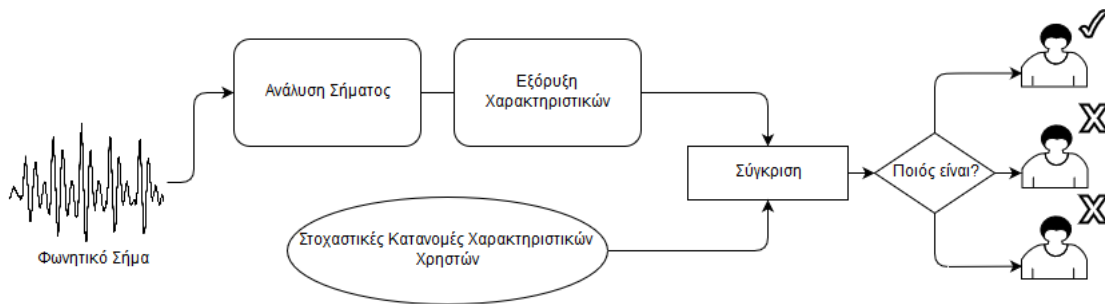 Ανάλυση Σήματος
Εξόρυξη
Χαρακτηριστικών
Σύγκριση
Ποιός είναι?
Στοχαστικές Κατανομές Χαρακτηριστικών
Χρηστών
Φωνητικό Σήμα